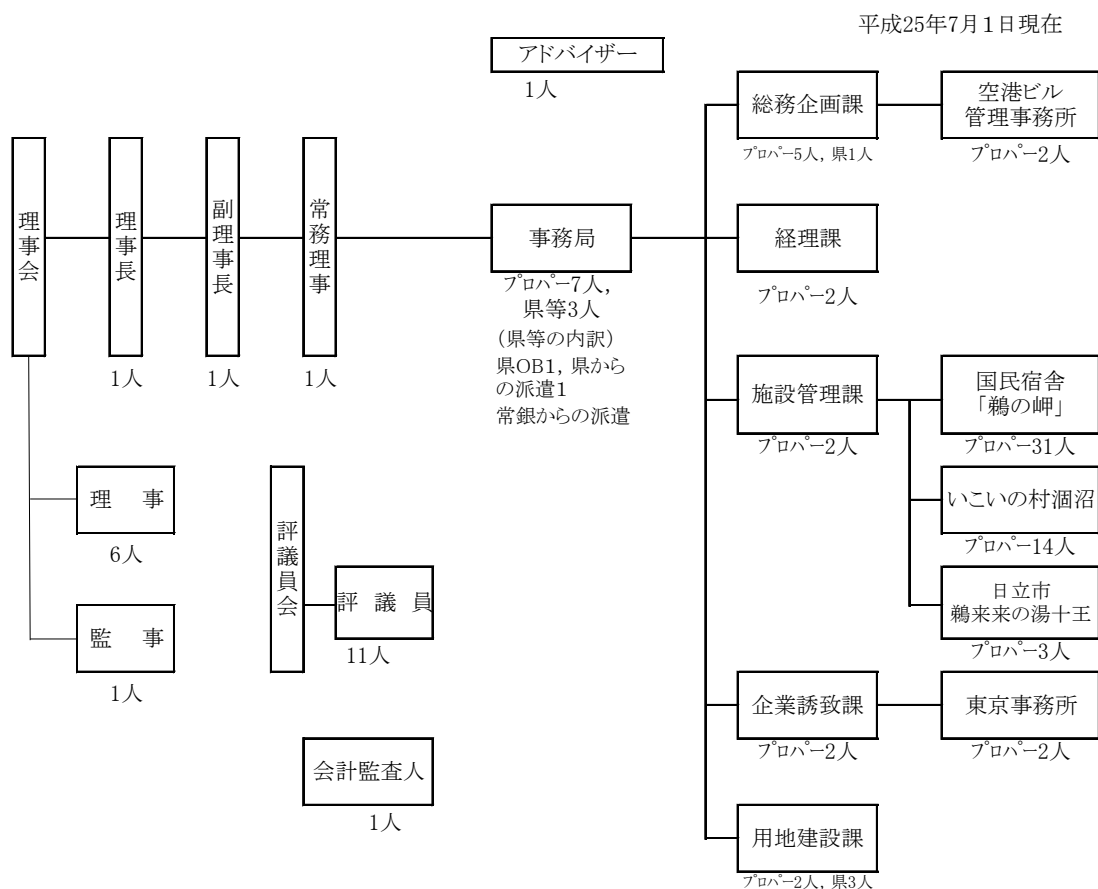 平成25年7月1日現在
アドバイザー
1人
理事会
理事長
1人
副理事長
1人
常務理事
1人
理　事
6人
監　事
1人
評議員会
評 議 員
11人
会計監査人
1人
事務局
プロパー7人，
県等3人
（県等の内訳）
県OB1，県から
の派遣1
常銀からの派遣
総務企画課
プロパー5人，県1人
空港ビル
管理事務所
プロパー2人
経理課
プロパー2人
施設管理課
プロパー2人
国民宿舎
「鵜の岬」
プロパー31人
いこいの村涸沼
プロパー14人
日立市
鵜来来の湯十王
プロパー3人
企業誘致課
プロパー2人
東京事務所
プロパー2人
用地建設課
プロパー2人，県3人